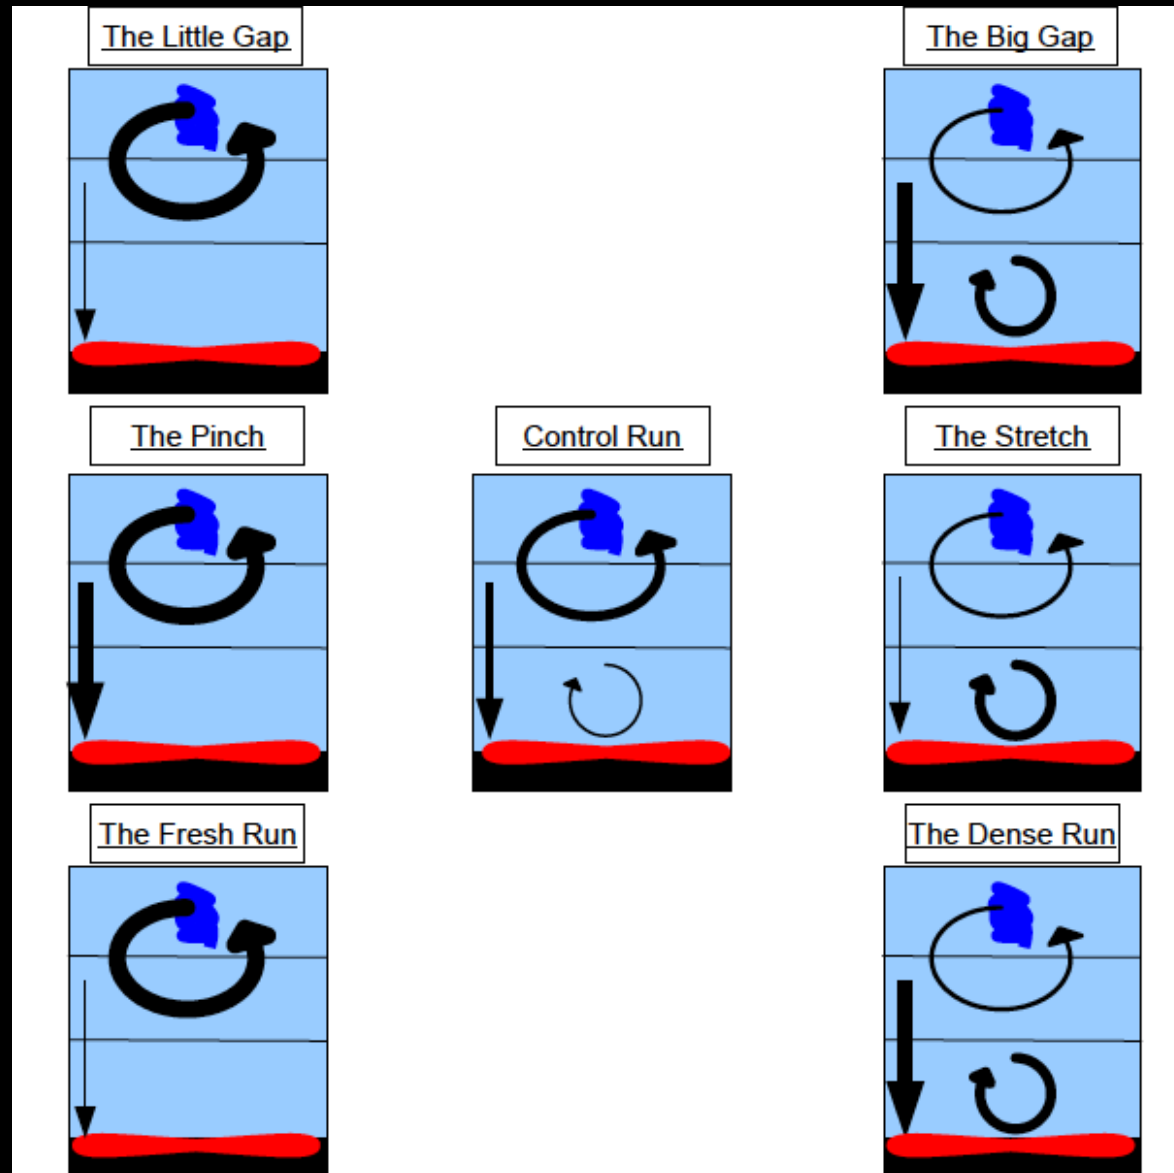 The Little Gap
The Big Gap
The Pinch
Control Run
The Stretch
The Fresh Run
The Dense Run